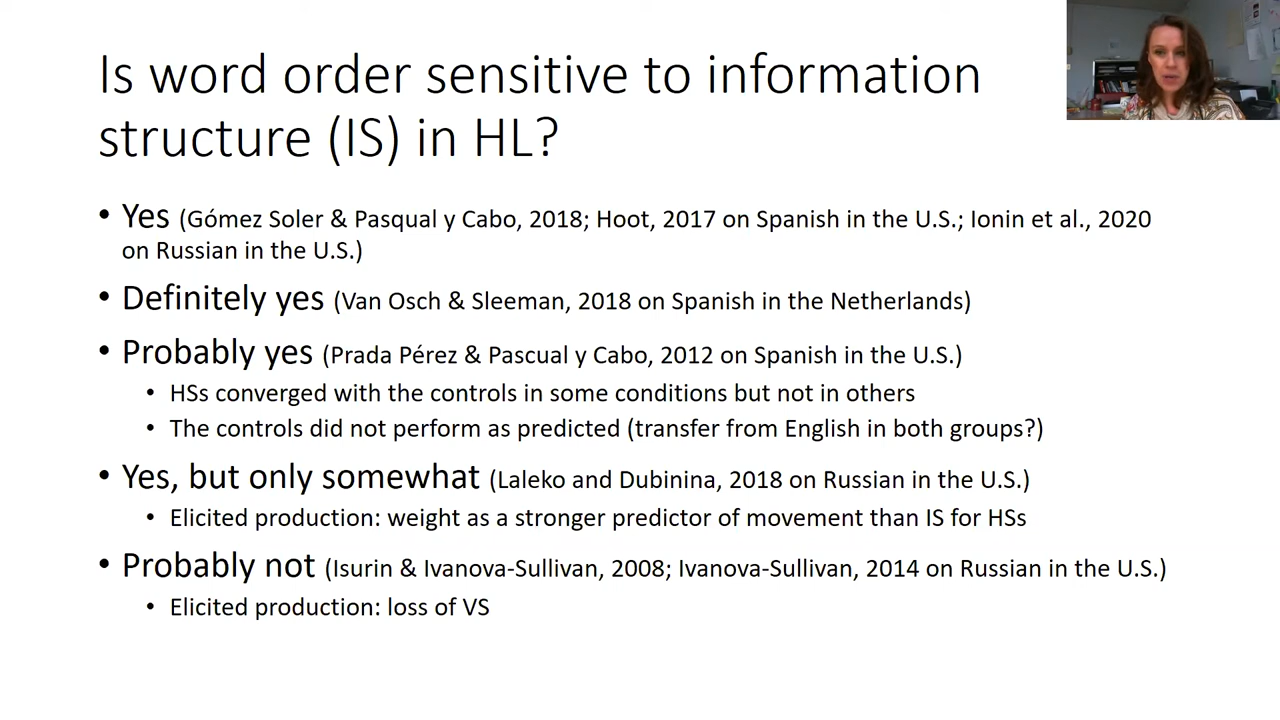 Is word order sensitive to information
structure (IS) in HL?
• Yes (Gómez Soler & Pasqual y Cabo, 2018; Hoot, 2017 on Spanish in the U.S.; Ionin et al., 2020
on Russian in the U.S.)
• Definitely yes (Van Osch & Sleeman, 2018 on Spanish in the Netherlands)
• Probably yes (Prada Pérez & Pascual y Cabo, 2012 on Spanish in the U.S.)
• HSs converged with the controls in some conditions but not in others
• The controls did not perform as predicted (transfer from English in both groups?)
• Yes, but only somewhat (Laleko and Dubinina, 2018 on Russian in the U.S.)
• Elicited production: weight as a stronger predictor of movement than IS for HSs
• Probably not (Isurin & Ivanova-Sullivan, 2008; Ivanova-Sullivan, 2014 on Russian in the U.S.)
• Elicited production: loss of VS